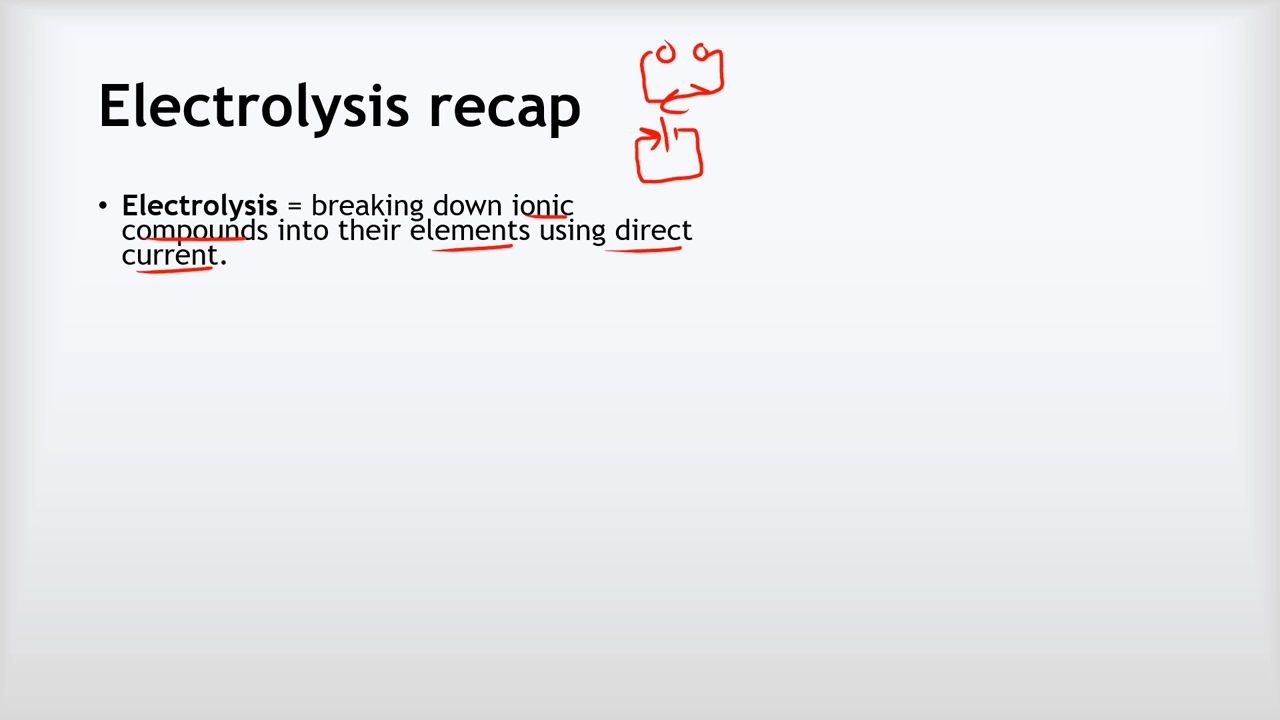 Electrolysis recap
• Electrolysis = breaking down ionic
compounds into their elements using direct
current.